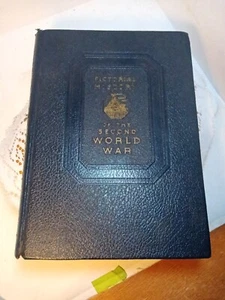 PICTORIAL
HISTORY
OF THE
SECOND
WORLD
WAR